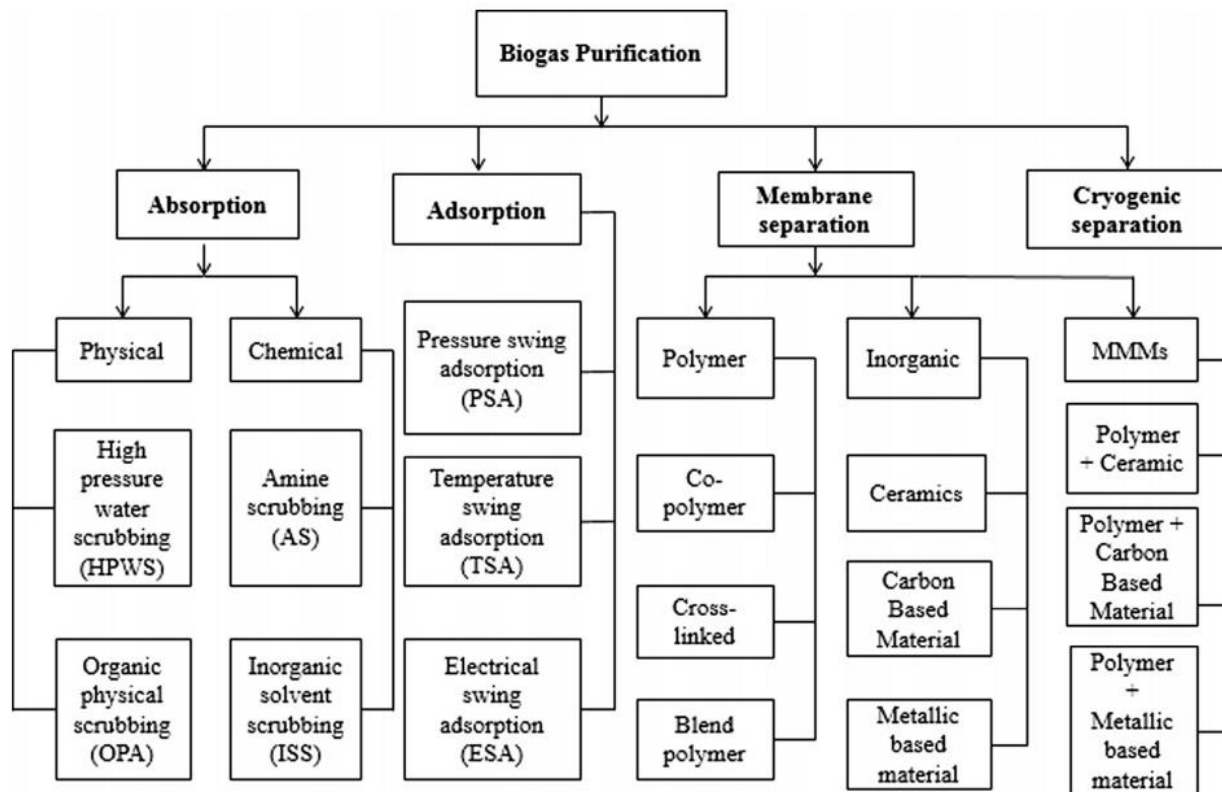 Biogas Purification
Absorption
Adsorption
Membrane
separation
Cryogenic
separation
Physical
Chemical
Pressure swing
adsorption
(PSA)
Polymer
Inorganic
MMMs
High
pressure
water
scrubbing
(HPWS)
Amine
scrubbing
(AS)
Temperature
swing
adsorption
(TSA)
Co-
polymer
Ceramics
Polymer
+ Ceramic
Polymer +
Carbon
Based
Material
Cross-
linked
Carbon
Based
Material
Organic
physical
scrubbing
(OPA)
Inorganic
solvent
scrubbing
(ISS)
Electrical
swing
adsorption
(ESA)
Blend
polymer
Metallic
based
material
Polymer
+
Metallic
based
material